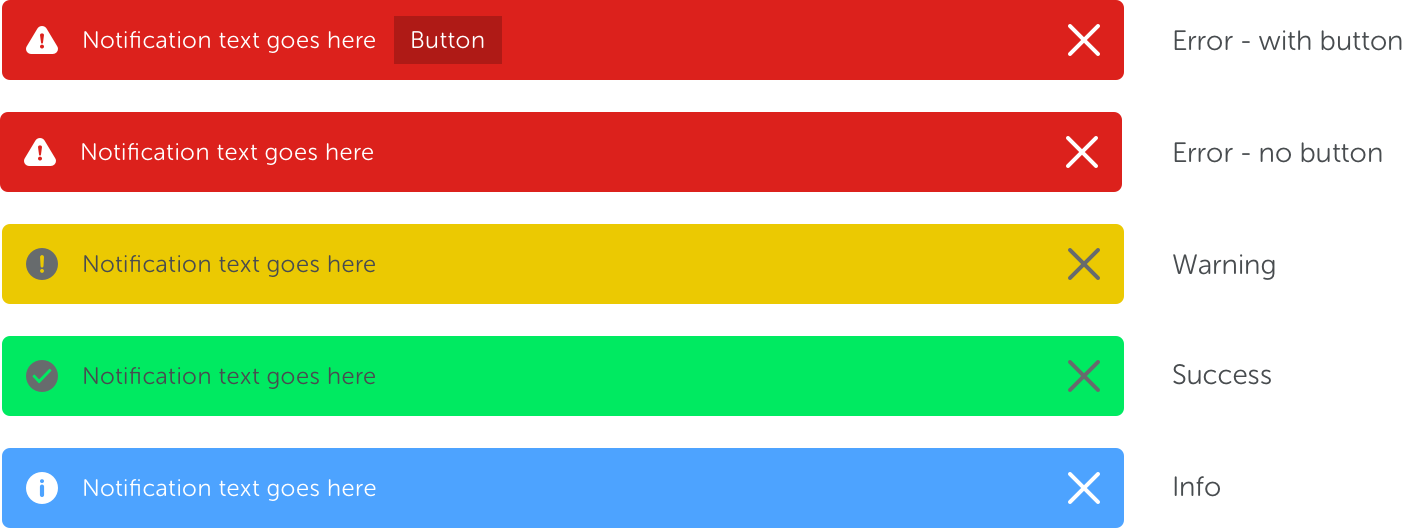 Notification text goes here Button Error - with button
Notification text goes here Error - no button
Notification text goes here Warning
Notification text goes here Success
Notification text goes here Info